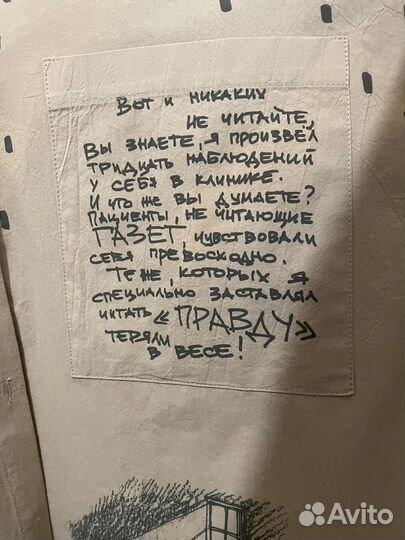 Вот и никаких
не читайте,
Вы знаете, я произвёл
тридцать наблюдений
у себя в клинике.
И что же вы думаете?
Пациенты, не читающие
ГАЗЕТ, чувствовали
себя превосходно.
Те же, которых я
специально заставлял
читать « ПРАВДУ »
теряли
в весе!
Avito